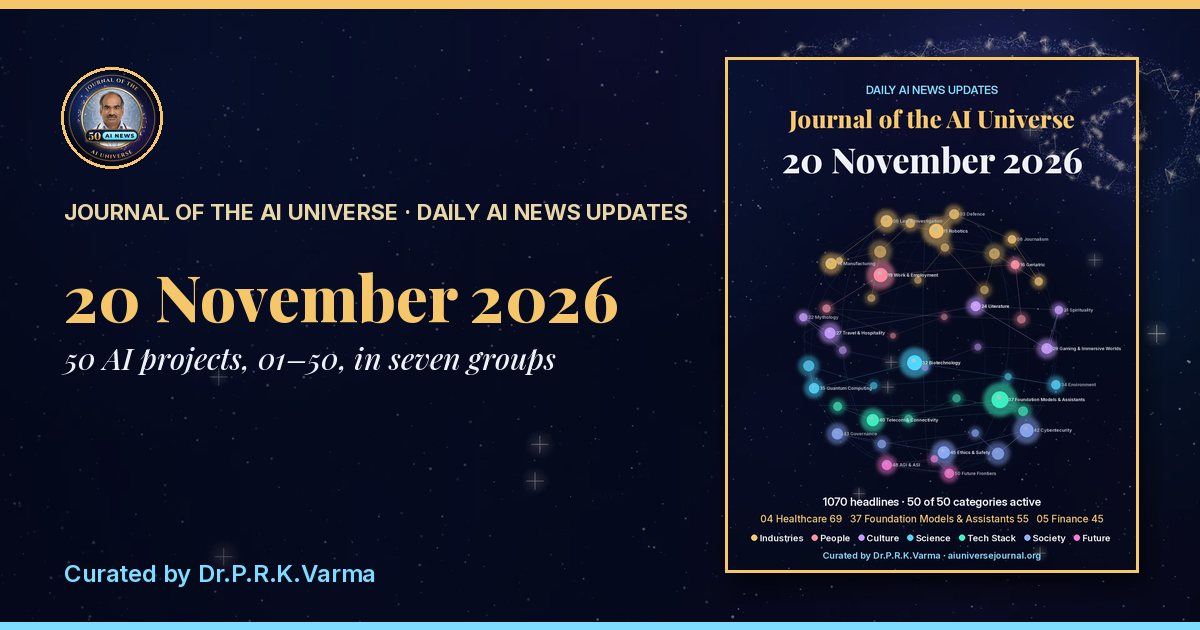 JOURNAL OF THE
50 AI NEWS
AI UNIVERSE
JOURNAL OF THE AI UNIVERSE · DAILY AI NEWS UPDATES
20 November 2026
50 AI projects, 01–50, in seven groups
Curated by Dr.P.R.K.Varma
DAILY AI NEWS UPDATES
Journal of the AI Universe
20 November 2026
03 Defence
Robotics
Journalism
Manufacturing
Geriatric
19 Work & Employment
24 Literature
Spirituality
22 Mythology
27 Travel & Hospitality
29 Gaming & Immersive Worlds
32 Biotechnology
Environment
35 Quantum Computing
37 Foundation Models & Assistants
40 Telecom & Connectivity
42 Cybersecurity
43 Governance
45 Ethics & Safety
48 AGI & ASI
50 Future Frontiers
1070 headlines · 50 of 50 categories active
04 Healthcare 69 37 Foundation Models & Assistants 55 05 Finance 45
Industries People Culture Science Tech Stack Society Future
Curated by Dr.P.R.K.Varma · aiuniversejournal.org